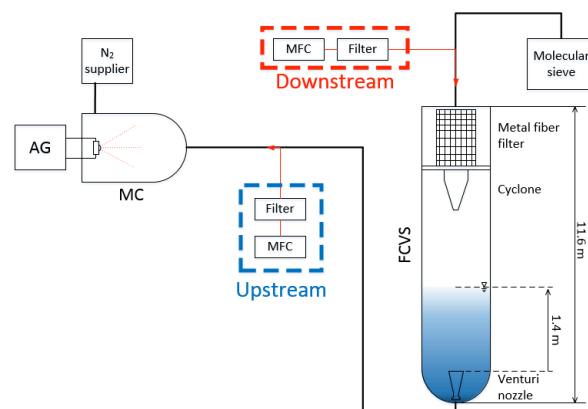 N2
supplier
AG
MC
MFC
Filter
Downstream
Molecular
sieve
Filter
MFC
Upstream
FCVS
Metal fiber
filter
Cyclone
11.6 m
1.4 m
Venturi
nozzle